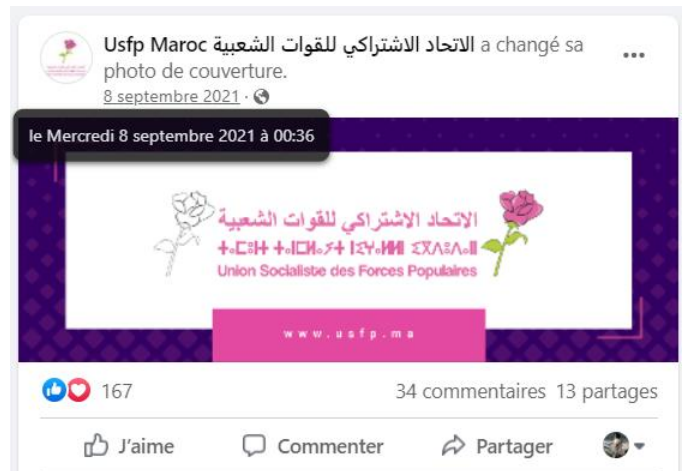 Usfp Maroc الاتحاد الاشتراكي للقوات الشعبية a changé sa
photo de couverture.
8 septembre 2021 ·
le Mercredi 8 septembre 2021 à 00:36
الاتحاد الاشتراكي للقوات الشعبية
Union Socialiste des Forces Populaires
www.usfp.ma
167
34 commentaires 13 partages
J'aime
Commenter
Partager